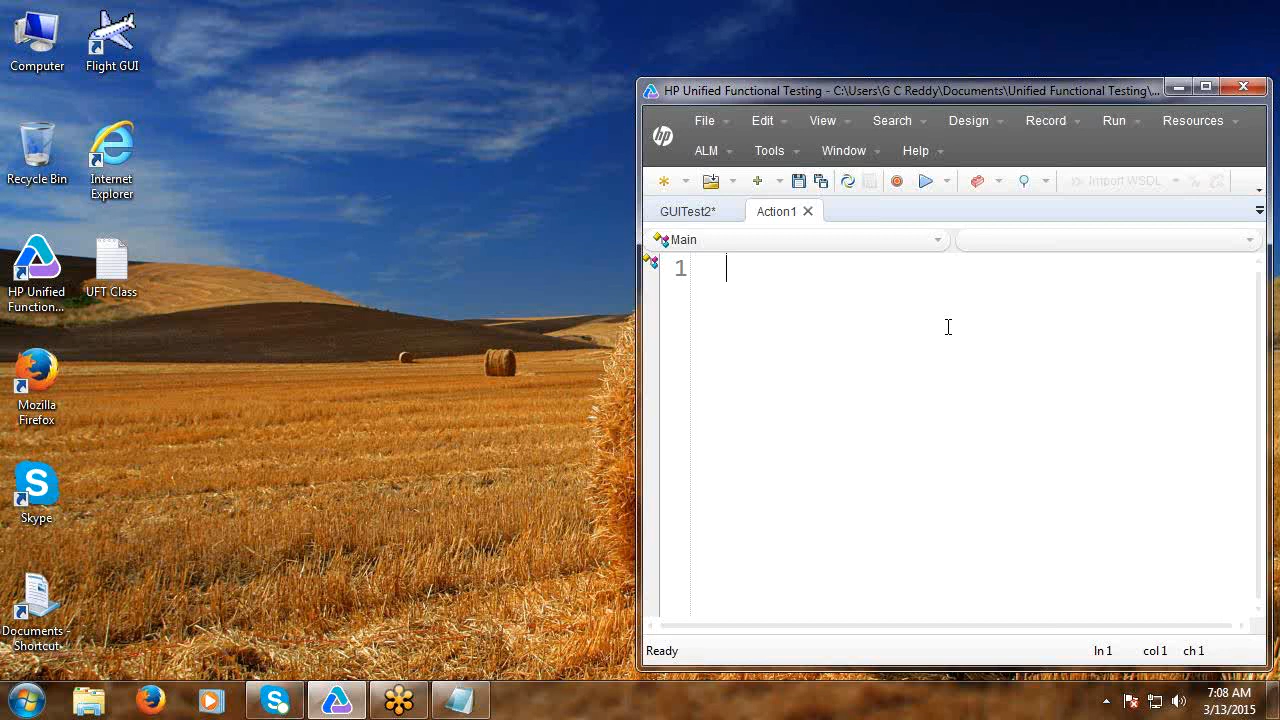 Computer
Flight GUI
Recycle Bin
Internet
Explorer
HP Unified
Function...
UFT Class
Mozilla
Firefox
Skype
Documents -
Shortcut
HP Unified Functional Testing - C:\Users\G C Reddy\Documents\Unified Functional Testing\...
hp
File Edit View Search Design Record Run Resources
ALM Tools Window Help
Import WSDL
GUITest2* Action1
Main
1
Ready ln 1 col 1 ch 1
7:08 AM
3/13/2015